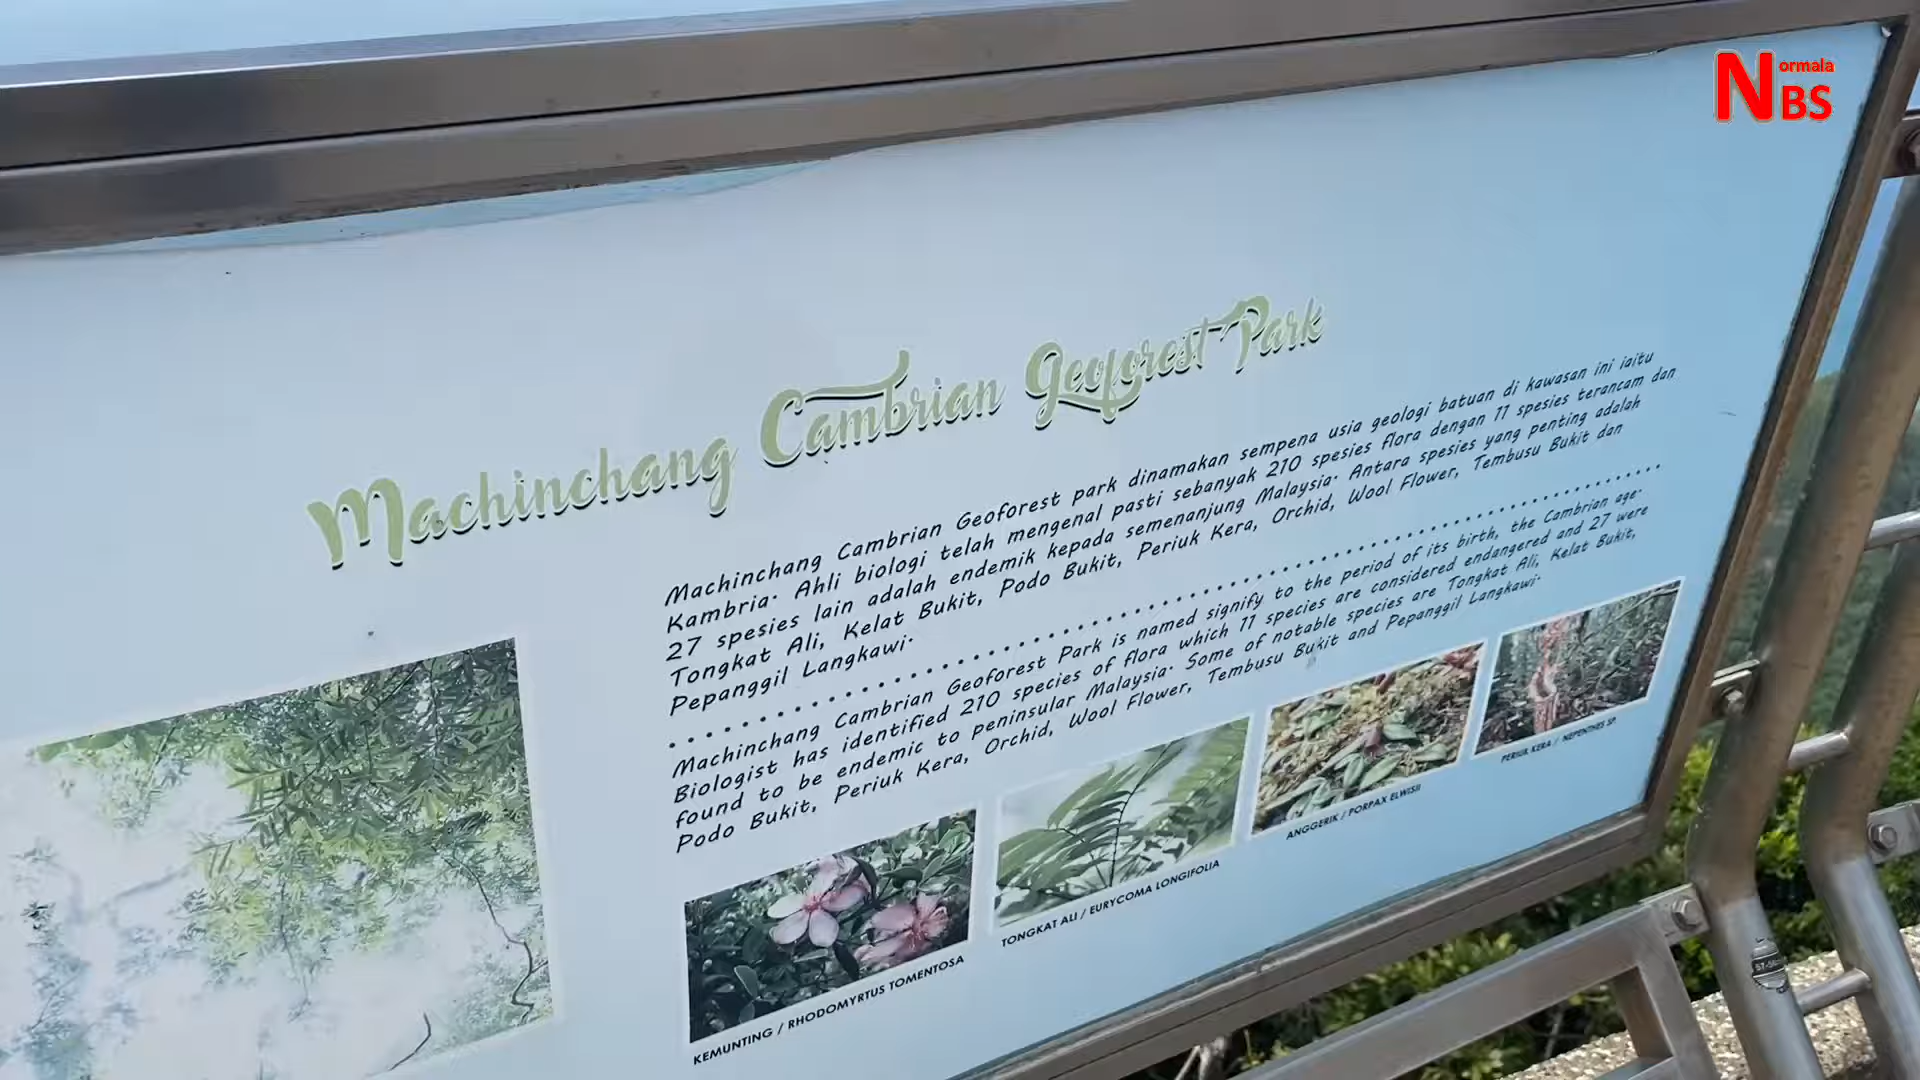 Normala
NBS
Machinchang Cambrian Geoforest Park
Machinchang Cambrian Geoforest park dinamakan sempena usia geologi batuan di kawasan ini iaitu
Kambria. Ahli biologi telah mengenal pasti sebanyak 210 spesies flora dengan 11 spesies terancam dan
27 spesies lain adalah endemik kepada semenanjung Malaysia. Antara spesies yang penting adalah
Tongkat Ali, Kelat Bukit, Podo Bukit, Periuk Kera, Orchid, Wool Flower, Tembusu Bukit dan
Pepanggil Langkawi.
Machinchang Cambrian Geoforest Park is named signify to the period of its birth, the Cambrian age.
Biologist has identified 210 species of flora which 11 species are considered endangered and 27 were
found to be endemic to peninsular Malaysia. Some of notable species are Tongkat Ali, Kelat Bukit,
Podo Bukit, Periuk Kera, Orchid, Wool Flower, Tembusu Bukit and Pepanggil Langkawi.
KEMUNTING / RHODOMYRTUS TOMENTOSA
TONGKAT ALI / EURYCOMA LONGIFOLIA
ANGGERIK / PORPAX ELWISII
PERIUK KERA / NEPENTHES SP.